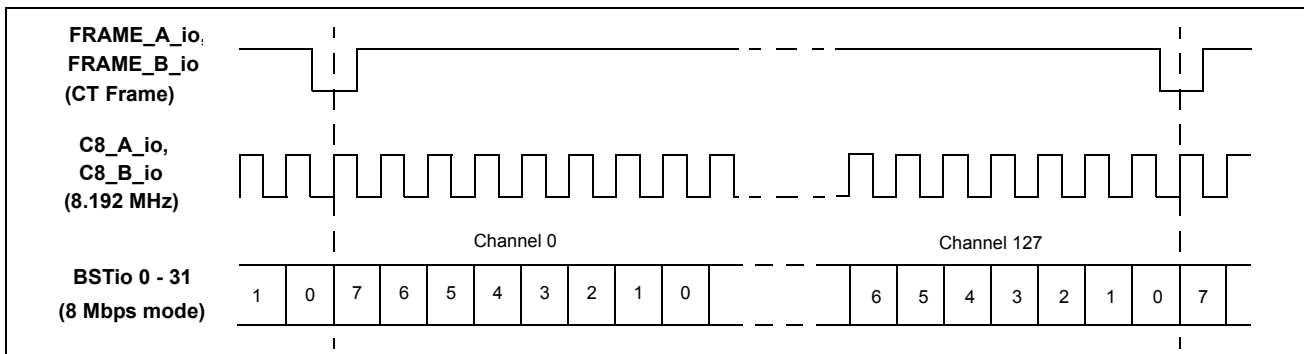 FRAME_A_io,
FRAME_B_io
(CT Frame)
C8_A_io,
C8_B_io
(8.192 MHz)
Channel 0
Channel 127
BSTio 0 - 31
(8 Mbps mode)
1 0 7 6 5 4 3 2 1 0 6 5 4 3 2 1 0 7